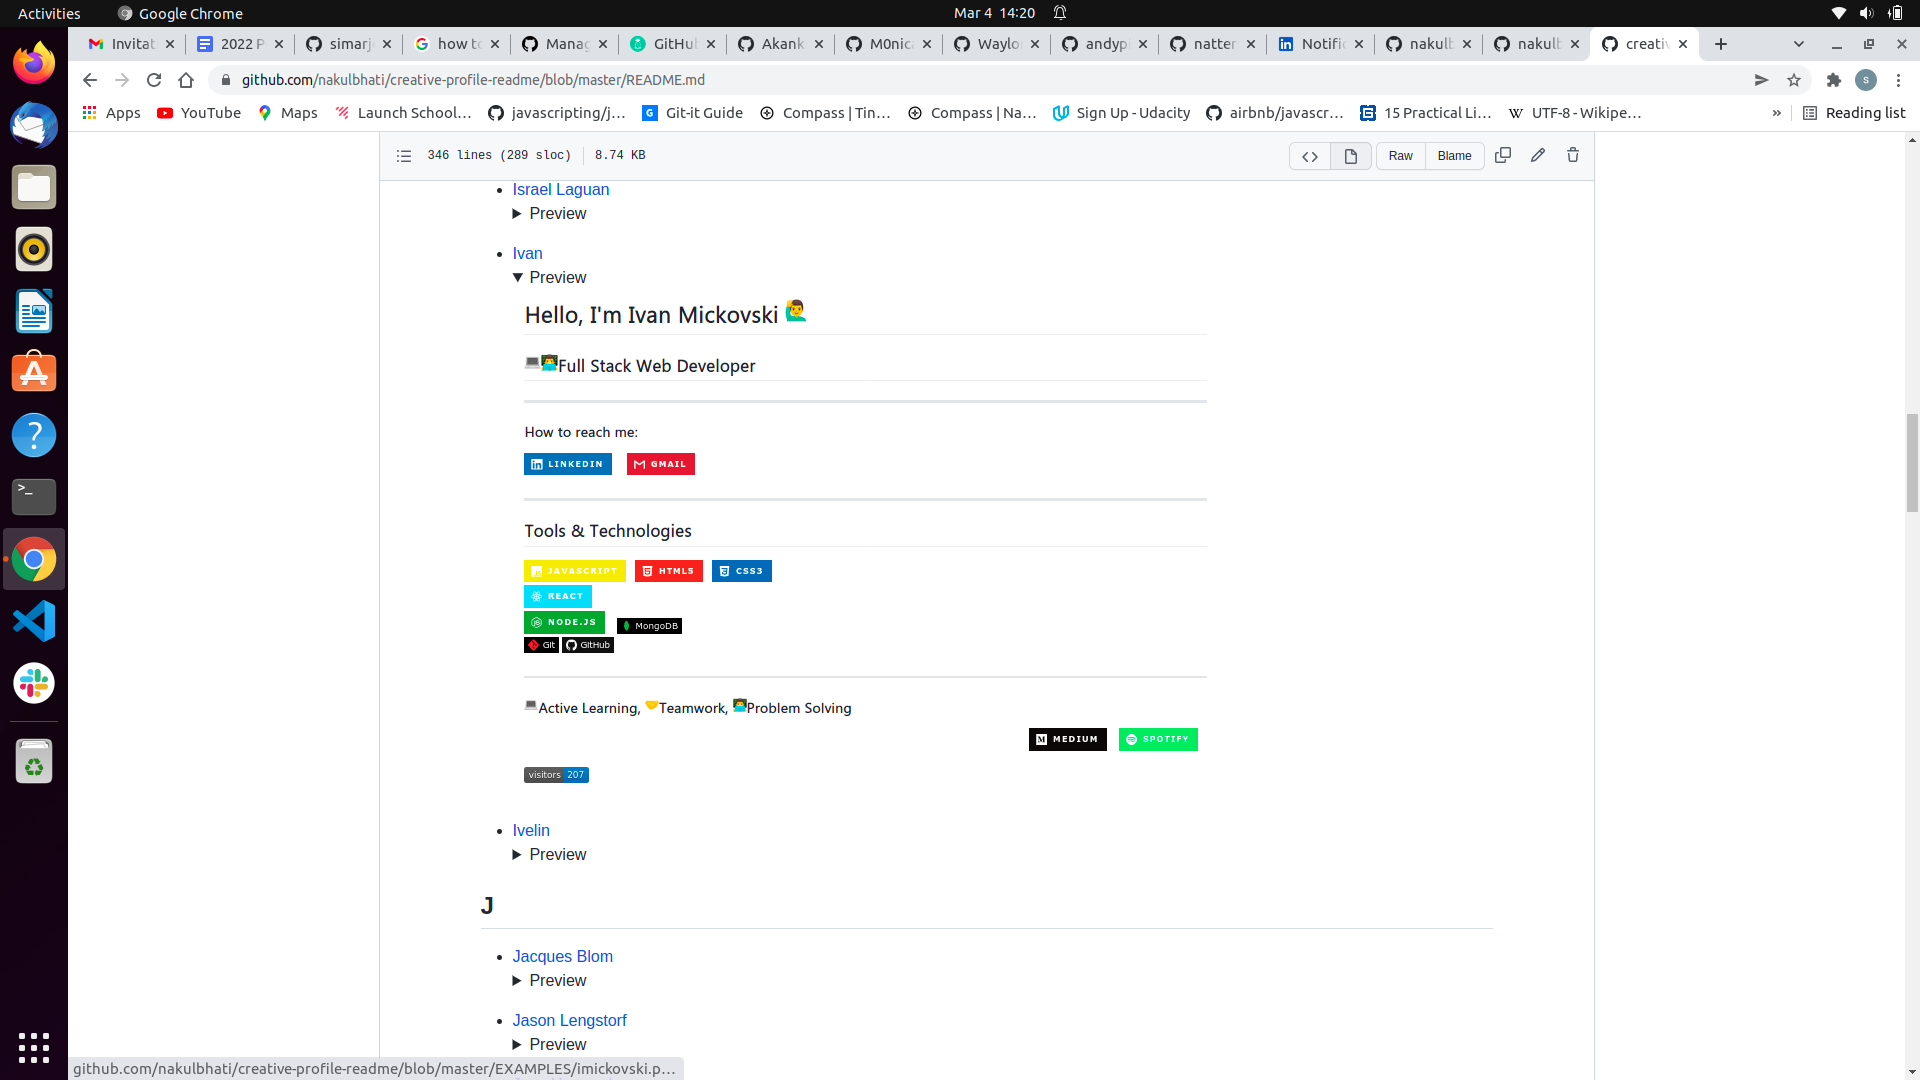 Activities
Google Chrome
Mar 4 14:20
Invitat
2022 P
simarj
how to
Manag
GitHub
Akank
M0nica
Waylo
andypi
natter
Notific
nakulb
nakulb
creativ
github.com/nakulbhati/creative-profile-readme/blob/master/README.md
S
Apps
YouTube
Maps
Launch School...
javascripting/j...
Git-it Guide
Compass | Tin...
Compass | Na...
Sign Up - Udacity
airbnb/javascr...
15 Practical Li...
UTF-8 - Wikipe...
»
Reading list
346 lines (289 sloc)
8.74 KB
Raw
Blame
• Israel Laguan
Preview
• Ivan
Preview
Hello, I'm Ivan Mickovski
Full Stack Web Developer
How to reach me:
LINKEDIN
GMAIL
Tools & Technologies
JAVASCRIPT
HTML5
CSS3
REACT
NODE.JS
MongoDB
Git
GitHub
Active Learning, Teamwork, Problem Solving
MEDIUM
SPOTIFY
visitors 207
• Ivelin
Preview
J
• Jacques Blom
Preview
• Jason Lengstorf
Preview
github.com/nakulbhati/creative-profile-readme/blob/master/EXAMPLES/imickovski.p...